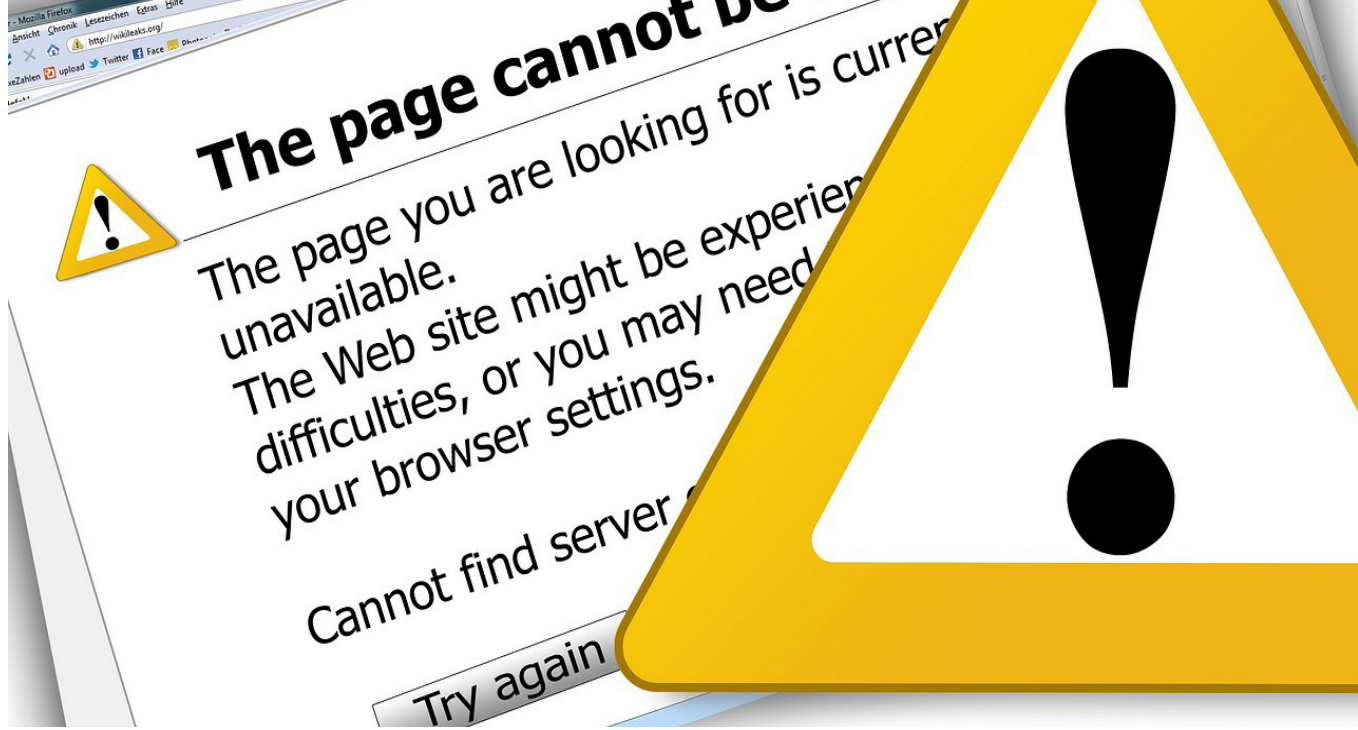 - Mozilla Firefox
Ansicht Chronik Lesezeichen Extras Hilfe
http://wikileaks.org/
upload Twitter Face
The page cannot be
The page you are looking for is curren
unavailable.
The Web site might be experien
difficulties, or you may need
your browser settings.
Cannot find server
Try again